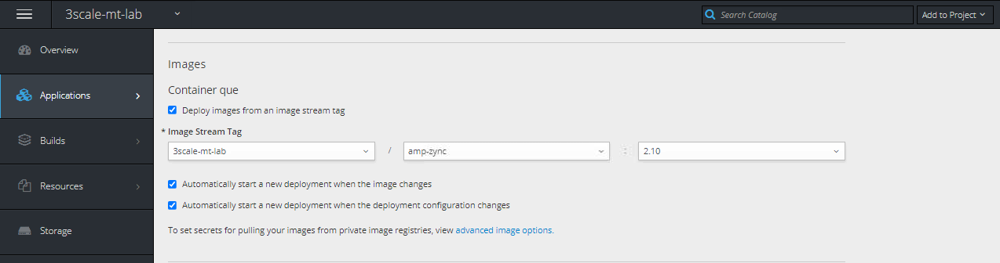 3scale-mt-lab
Search Catalog
Add to Project
Overview
Applications
Builds
Resources
Storage
Images
Container que
Deploy images from an image stream tag
* Image Stream Tag
3scale-mt-lab / amp-zync : 2.10
Automatically start a new deployment when the image changes
Automatically start a new deployment when the deployment configuration changes
To set secrets for pulling your images from private image registries, view advanced image options.